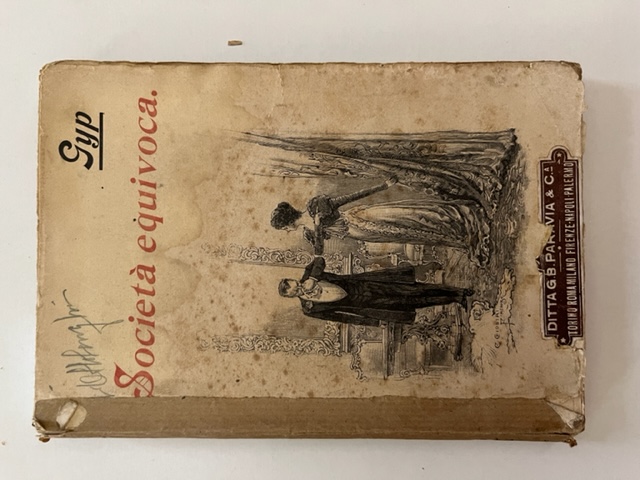 Gyp
Società equivoca.
DITTA G.B. PARAVIA & C.ª
TORINO ROMA MILANO FIRENZE NAPOLI PALERMO